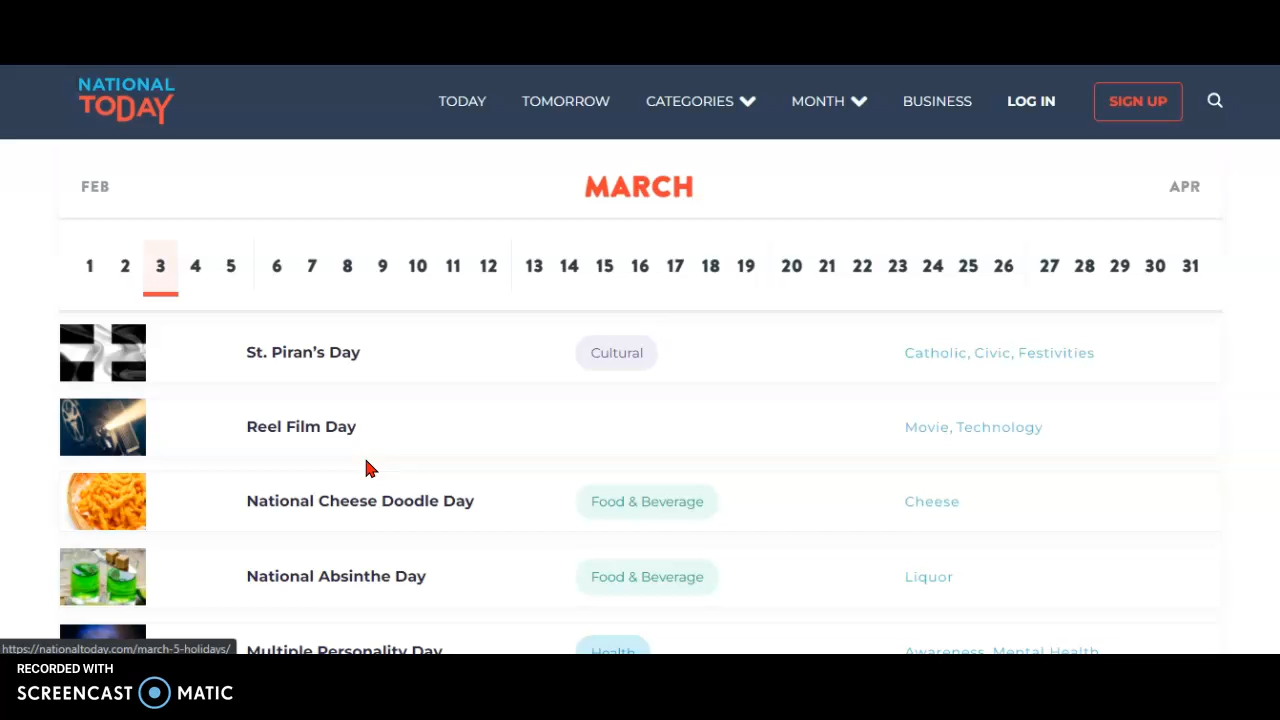 NATIONAL
TODAY
TODAY TOMORROW CATEGORIES MONTH BUSINESS LOG IN SIGN UP
FEB MARCH APR
1 2 3 4 5 6 7 8 9 10 11 12 13 14 15 16 17 18 19 20 21 22 23 24 25 26 27 28 29 30 31
St. Piran's Day Cultural Catholic, Civic, Festivities
Reel Film Day Movie, Technology
National Cheese Doodle Day Food & Beverage Cheese
National Absinthe Day Food & Beverage Liquor
Multiple Personality Day Health Awareness, Mental Health
https://nationaltoday.com/march-5-holidays/
RECORDED WITH
SCREENCAST MATIC